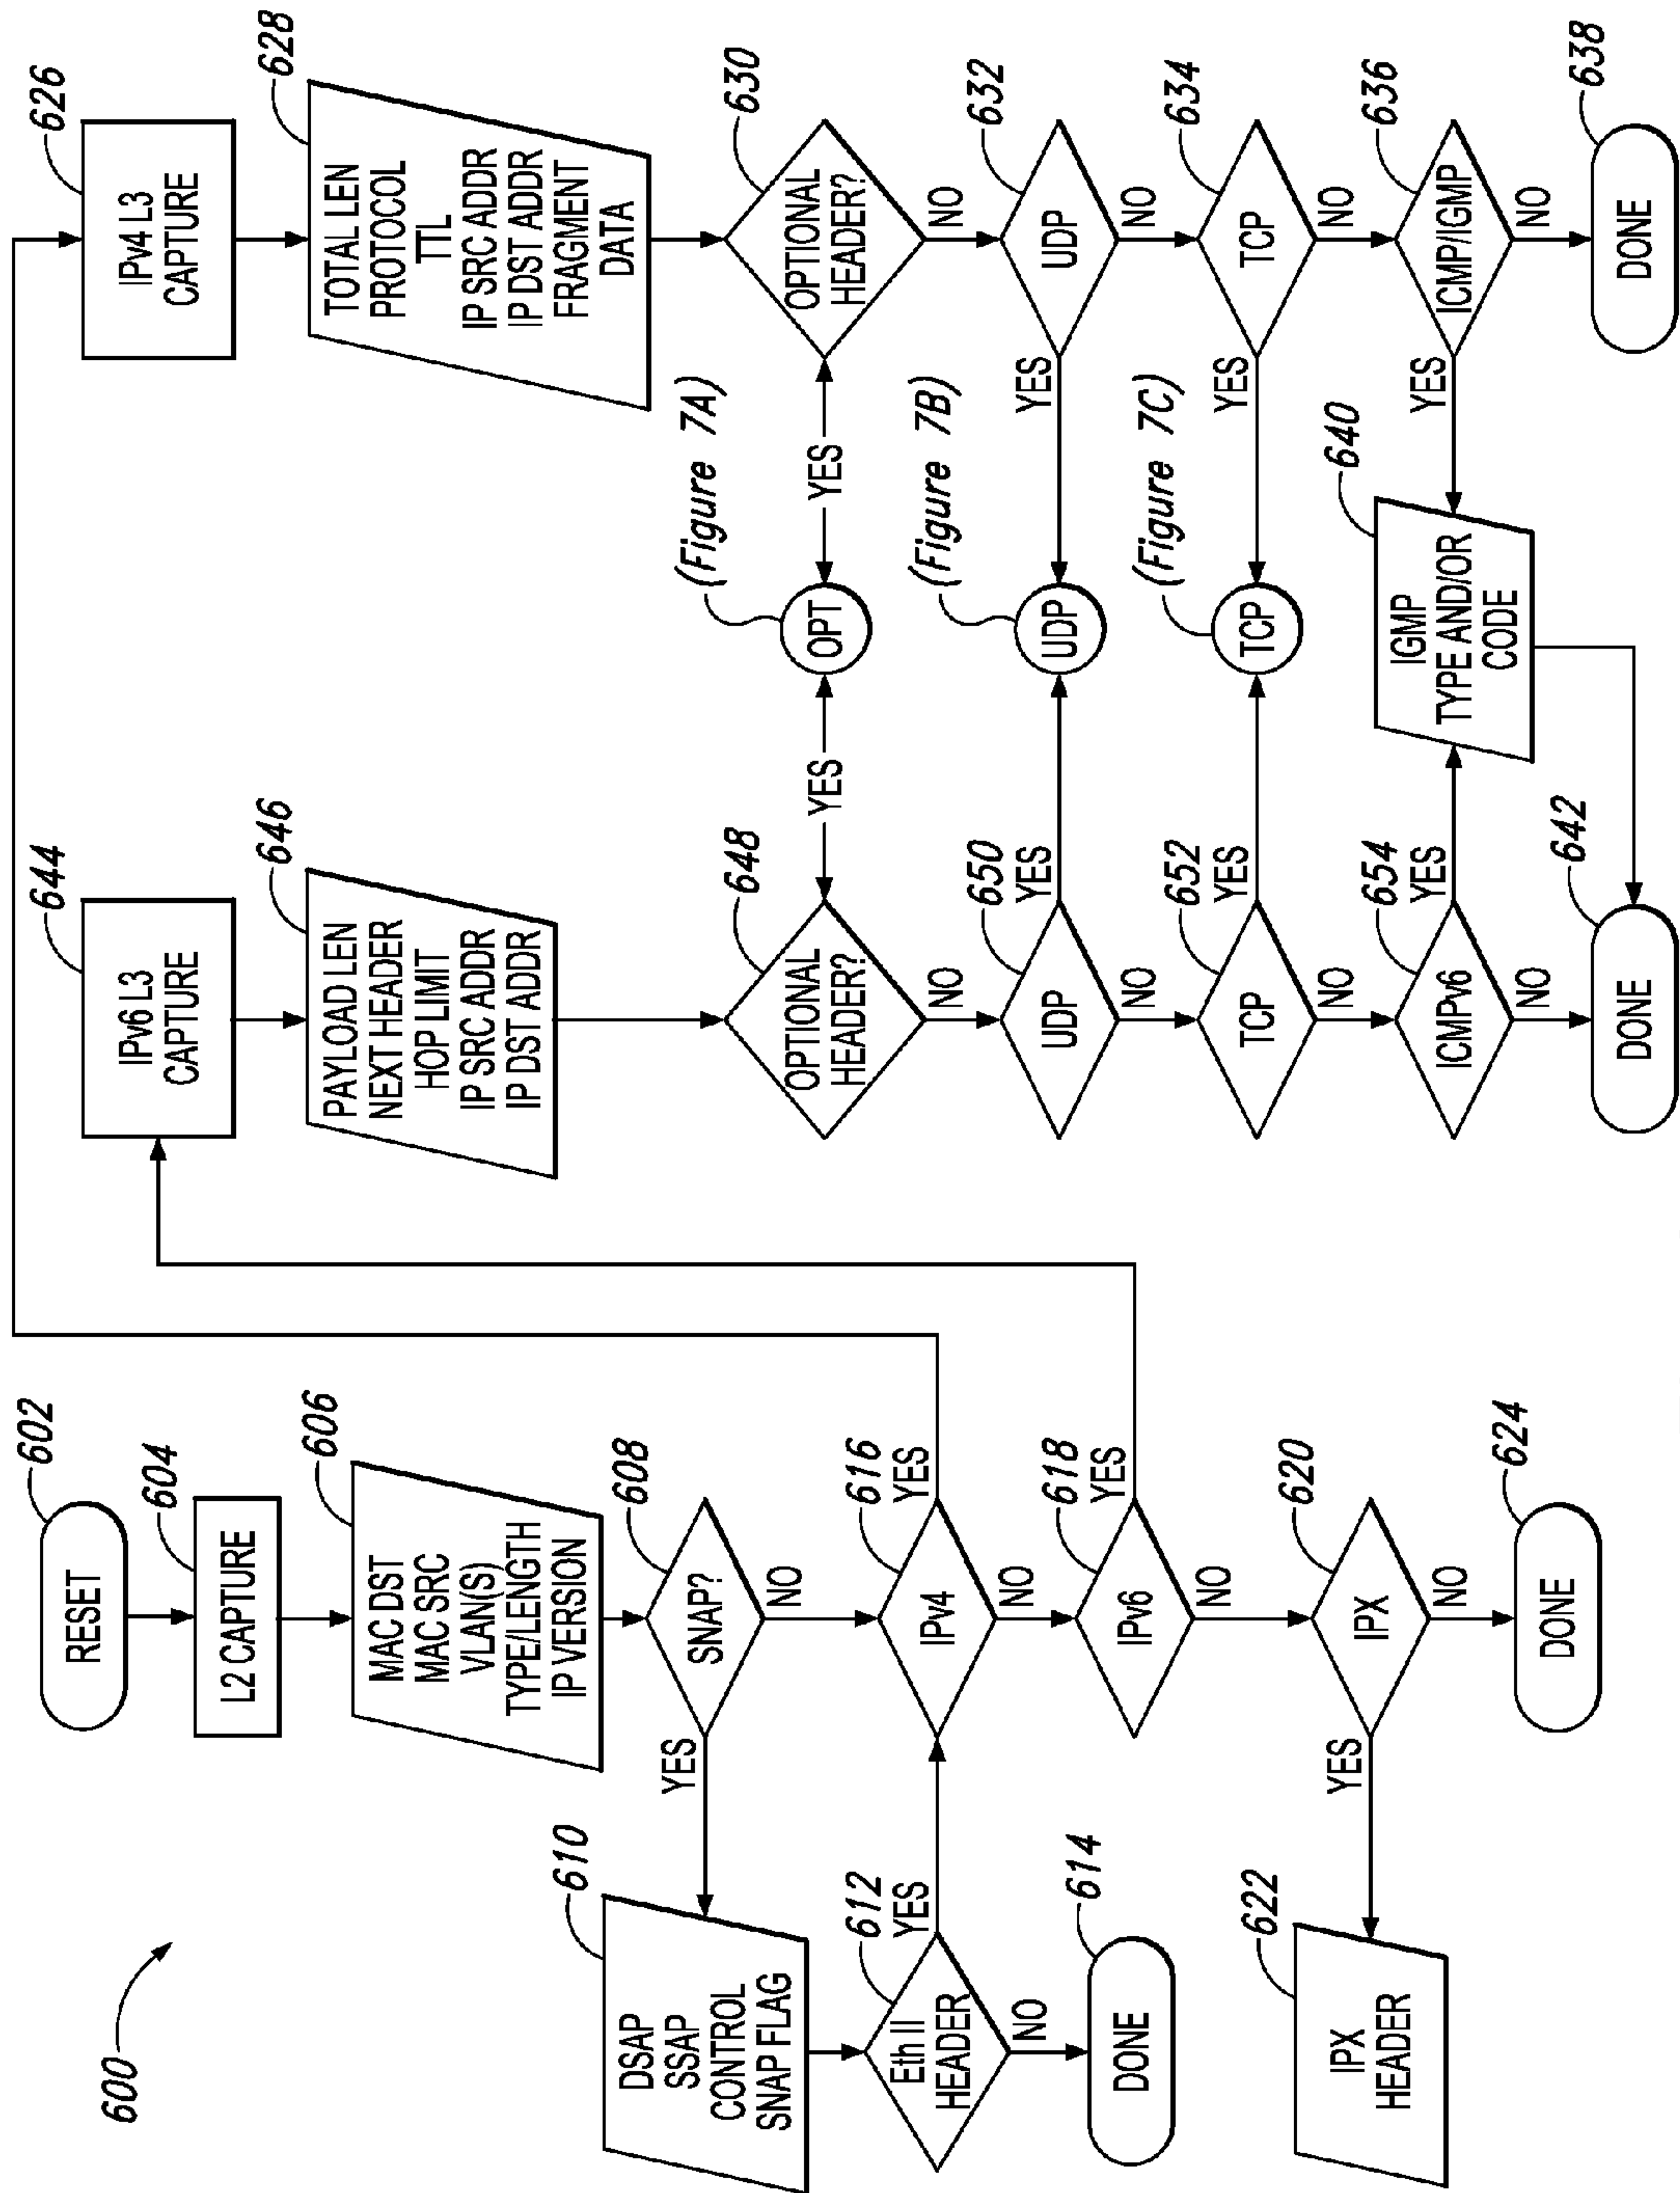 600
RESET
602
L2 CAPTURE
604
MAC DST
MAC SRC
VLAN(S)
TYPE/LENGTH
IP VERSION
606
SNAP?
608
YES
NO
DSAP
SSAP
CONTROL
SNAP FLAG
610
Eth II
HEADER
612
YES
NO
DONE
614
IPv4
616
YES
NO
IPv6
618
YES
NO
IPX
620
YES
NO
IPX
HEADER
622
DONE
624
IPv6 L3
CAPTURE
644
PAYLOAD LEN
NEXT HEADER
HOP LIMIT
IP SRC ADDR
IP DST ADDR
646
OPTIONAL
HEADER?
648
YES
NO
UDP
650
YES
NO
TCP
652
YES
NO
ICMPv6
654
YES
NO
DONE
642
OPT
(Figure 7A)
UDP
(Figure 7B)
TCP
(Figure 7C)
IGMP
TYPE AND/OR
CODE
640
IPv4 L3
CAPTURE
626
TOTAL LEN
PROTOCOL
TTL
IP SRC ADDR
IP DST ADDR
FRAGMENT
DATA
628
OPTIONAL
HEADER?
630
YES
NO
UDP
632
YES
NO
TCP
634
YES
NO
ICMP/IGMP
636
YES
NO
DONE
638